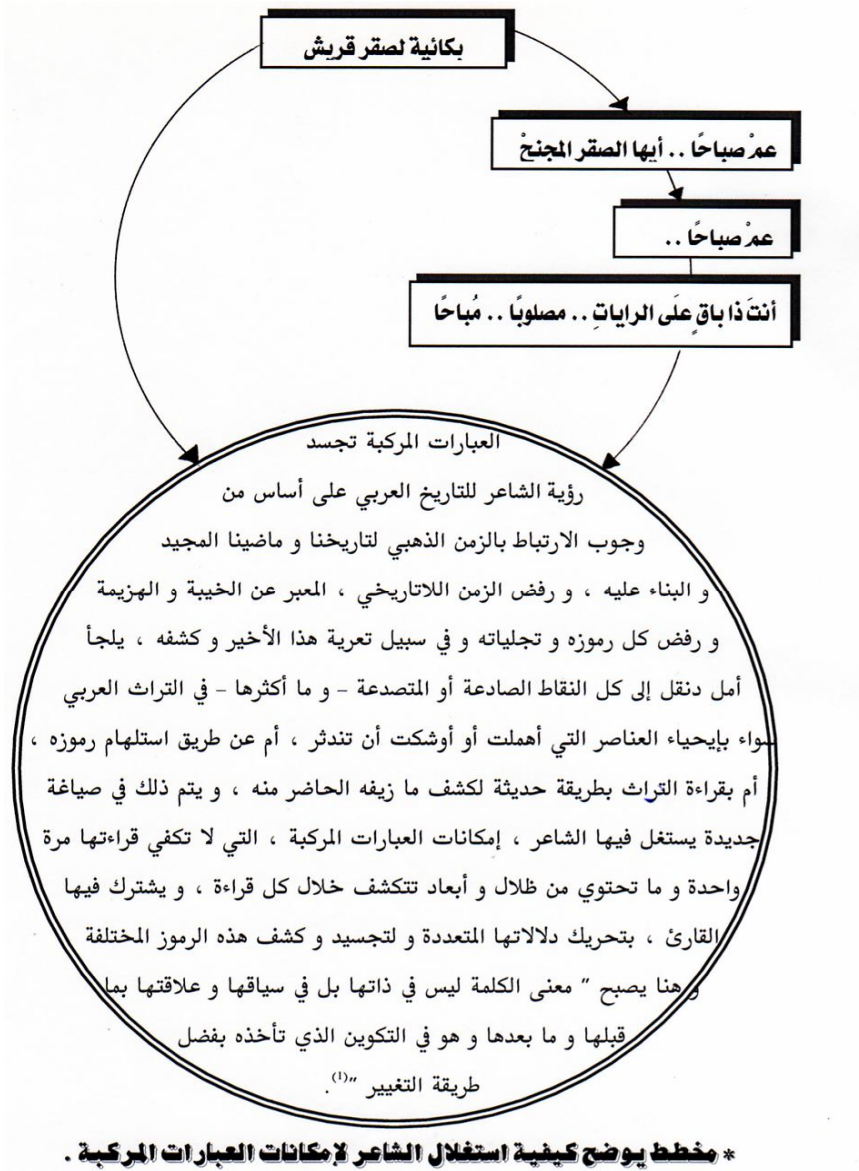 بكائية لصقر قريش
عمْ صباحًا .. أيها الصقر المجنحْ
عمْ صباحًا ..
أنتَ ذا باقٍ علَى الراياتِ .. مصلوبًا .. مُباحًا
العبارات المركبة تجسد
رؤية الشاعر للتاريخ العربي على أساس من
وجوب الارتباط بالزمن الذهبي لتاريخنا و ماضينا المجيد
و البناء عليه ، و رفض الزمن اللاتاريخي ، المعبر عن الخيبة و الهزيمة
و رفض كل رموزه و تجلياته و في سبيل تعرية هذا الأخير و كشفه ، يلجأ
أمل دنقل إلى كل النقاط الصادعة أو المتصدعة – و ما أكثرها – في التراث العربي
سواء بإيحياء العناصر التي أهملت أو أوشكت أن تندثر ، أم عن طريق استلهام رموزه ،
أم بقراءة التراث بطريقة حديثة لكشف ما زيفه الحاضر منه ، و يتم ذلك في صياغة
جديدة يستغل فيها الشاعر ، إمكانات العبارات المركبة ، التي لا تكفي قراءتها مرة
واحدة و ما تحتوي من ظلال و أبعاد تتكشف خلال كل قراءة ، و يشترك فيها
القارئ ، بتحريك دلالاتها المتعددة و لتجسيد و كشف هذه الرموز المختلفة
و هنا يصبح " معنى الكلمة ليس في ذاتها بل في سياقها و علاقتها بما
قبلها و ما بعدها و هو في التكوين الذي تأخذه بفضل
طريقة التغيير "(1).
* مخطط يوضح كيفية استغلال الشاعر لإمكانات العبارات المركبة .